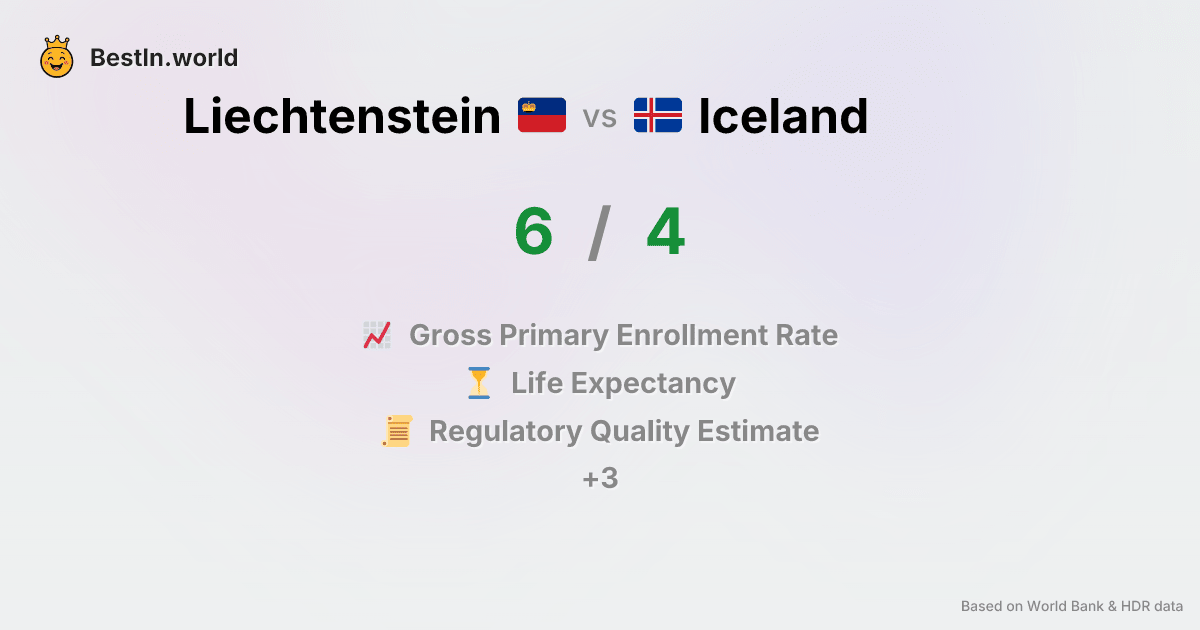 BestIn.world
Liechtenstein vs Iceland
6 / 4
Gross Primary Enrollment Rate
Life Expectancy
Regulatory Quality Estimate
+3
Based on World Bank & HDR data